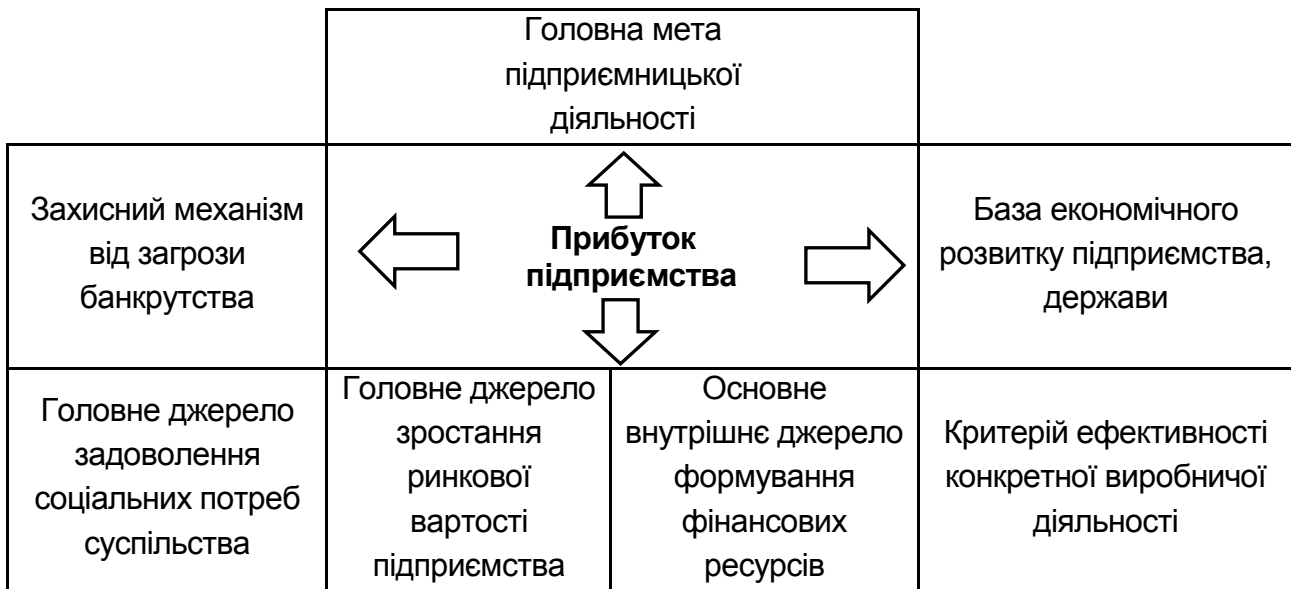 Головна мета
підприємницької
діяльності
Захисний механізм
від загрози
банкрутства
Прибуток
підприємства
База економічного
розвитку підприємства,
держави
Головне джерело
задоволення
соціальних потреб
суспільства
Головне джерело
зростання
ринкової
вартості
підприємства
Основне
внутрішнє джерело
формування
фінансових
ресурсів
Критерій ефективності
конкретної виробничої
діяльності